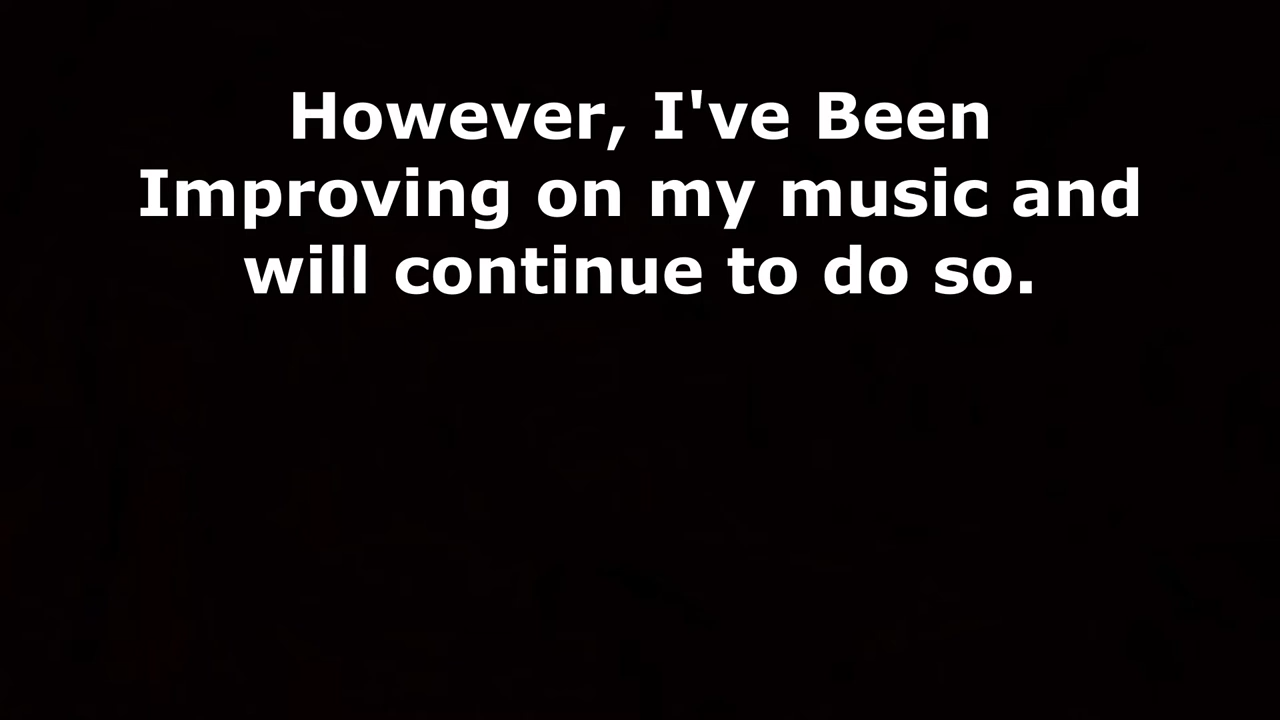 However, I've Been
Improving on my music and
will continue to do so.